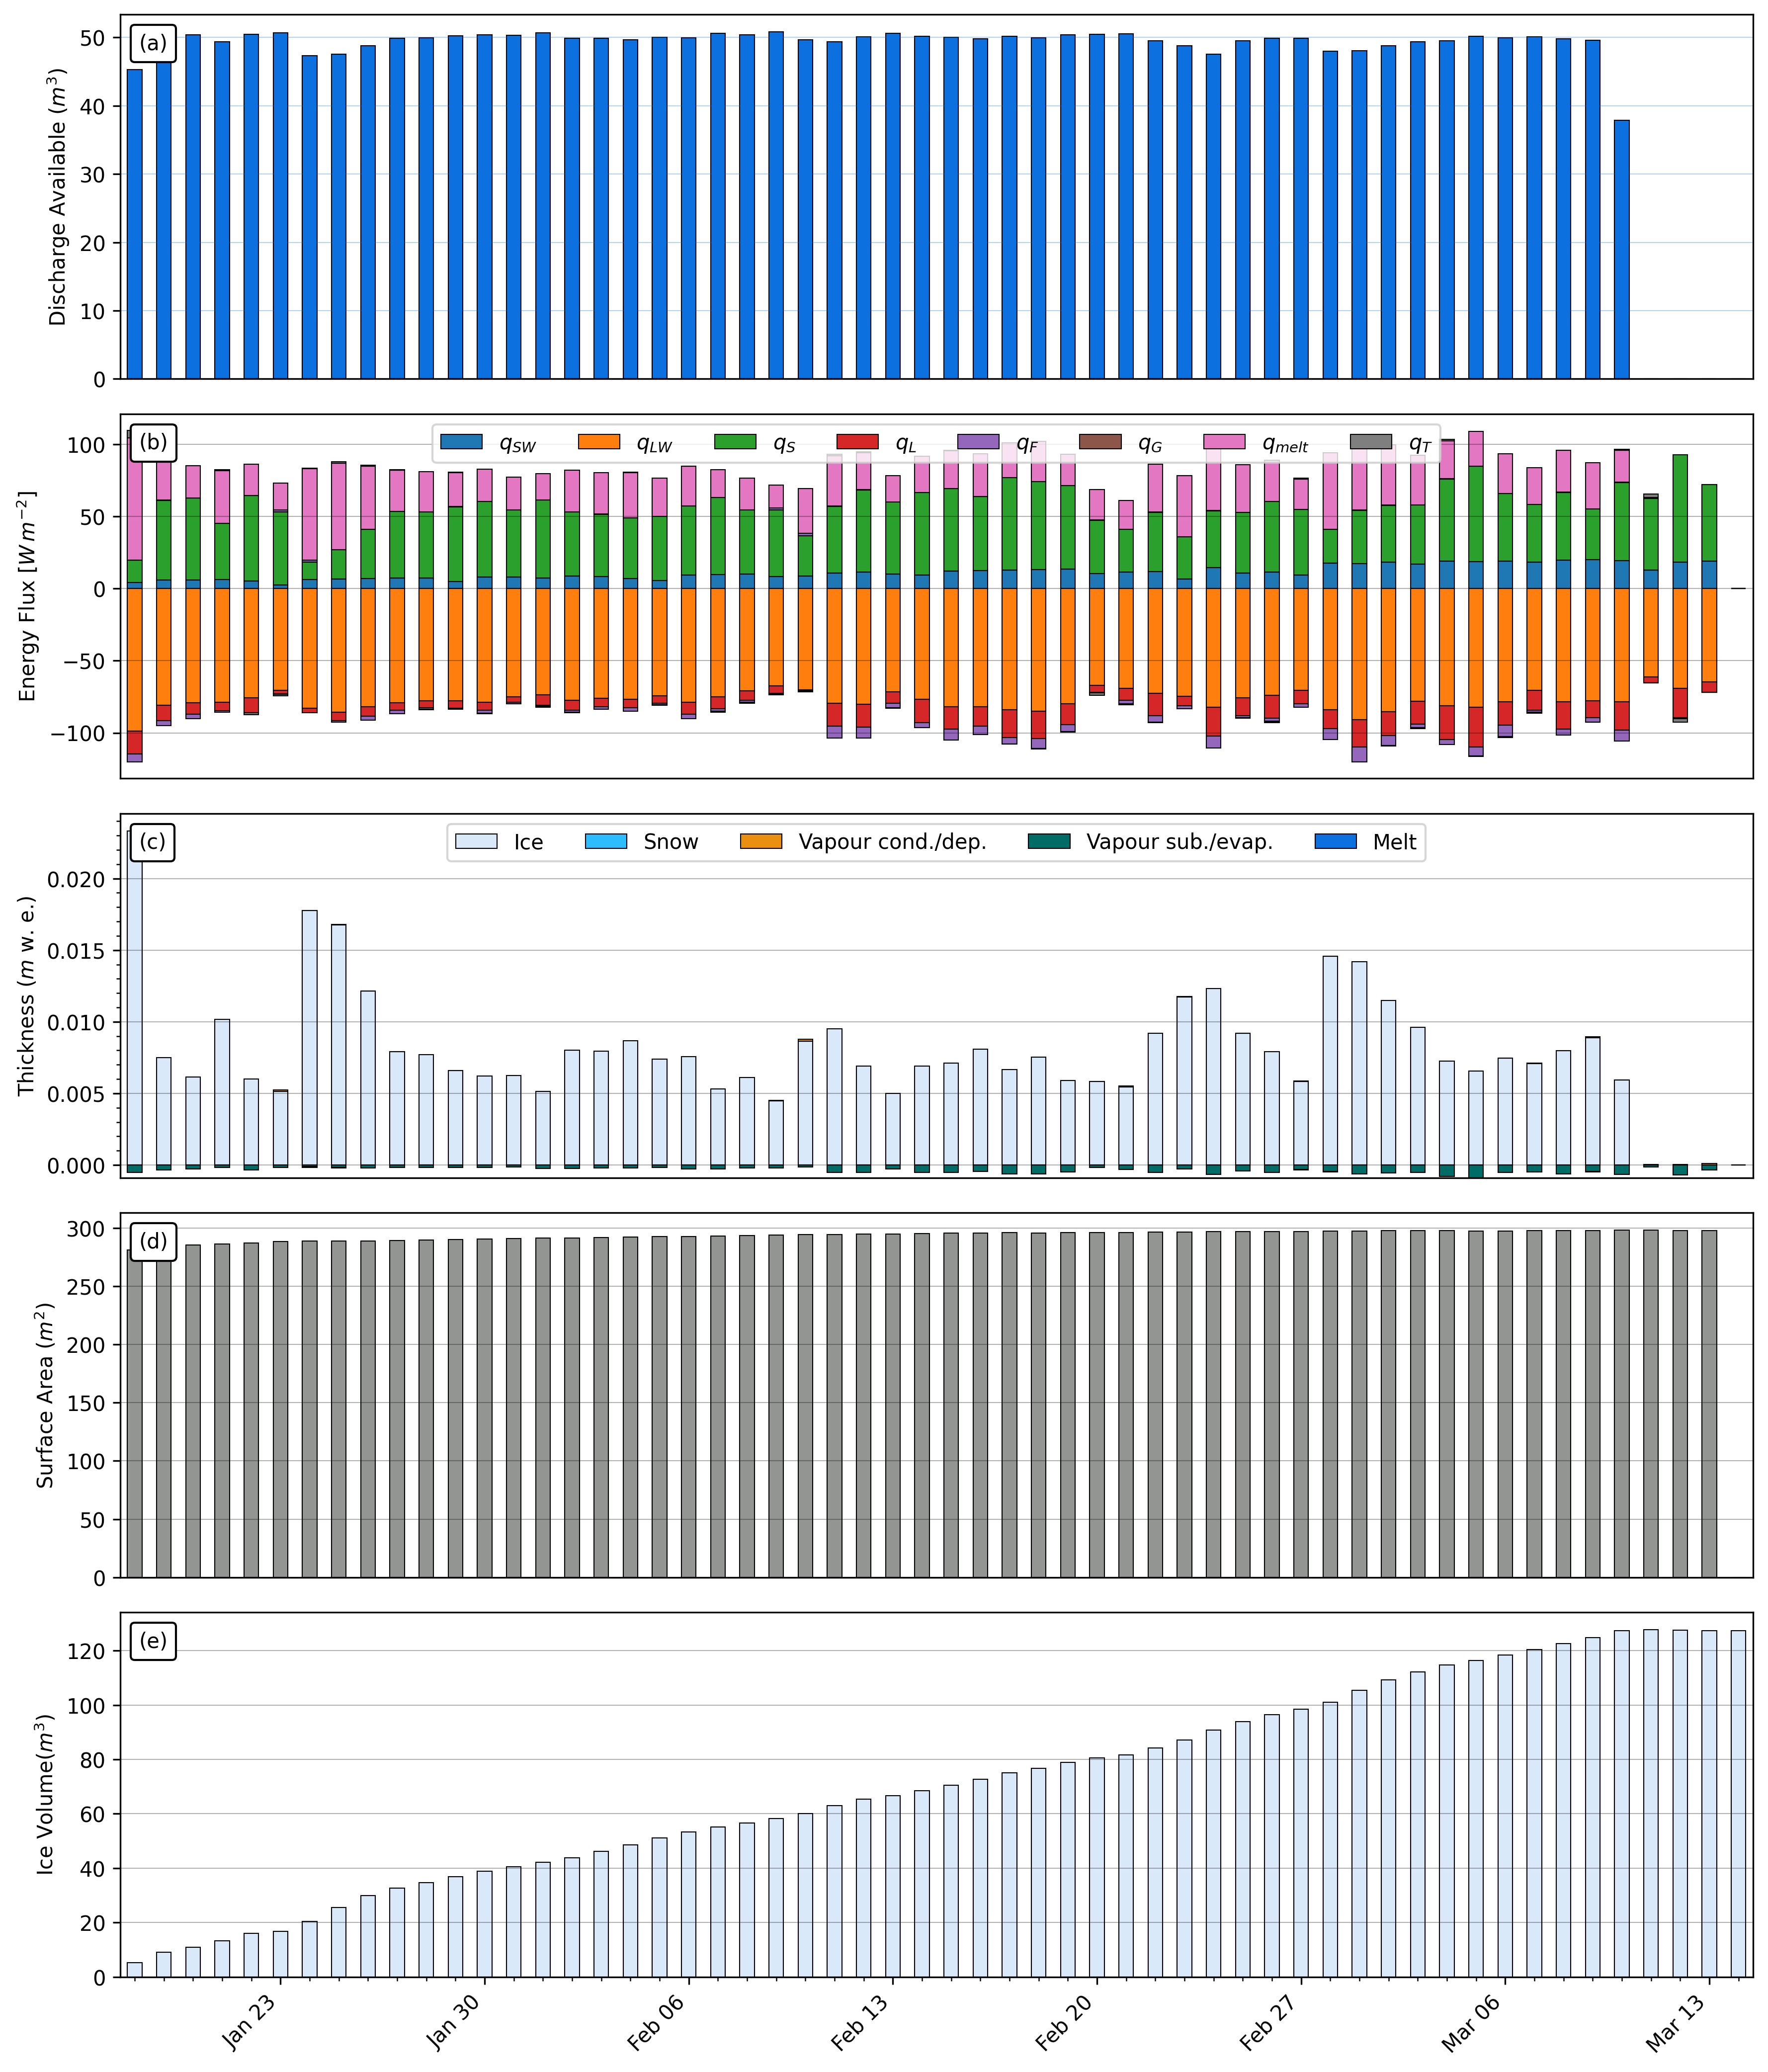 (a)
Discharge Available (m³)
50
40
30
20
10
0
(b)
q_SW q_LW q_S q_L q_F q_G q_melt q_T
Energy Flux [W m⁻²]
100
50
0
−50
−100
(c)
Ice Snow Vapour cond./dep. Vapour sub./evap. Melt
Thickness (m w. e.)
0.020
0.015
0.010
0.005
0.000
(d)
Surface Area (m²)
300
250
200
150
100
50
0
(e)
Ice Volume(m³)
120
100
80
60
40
20
0
Jan 23 Jan 30 Feb 06 Feb 13 Feb 20 Feb 27 Mar 06 Mar 13